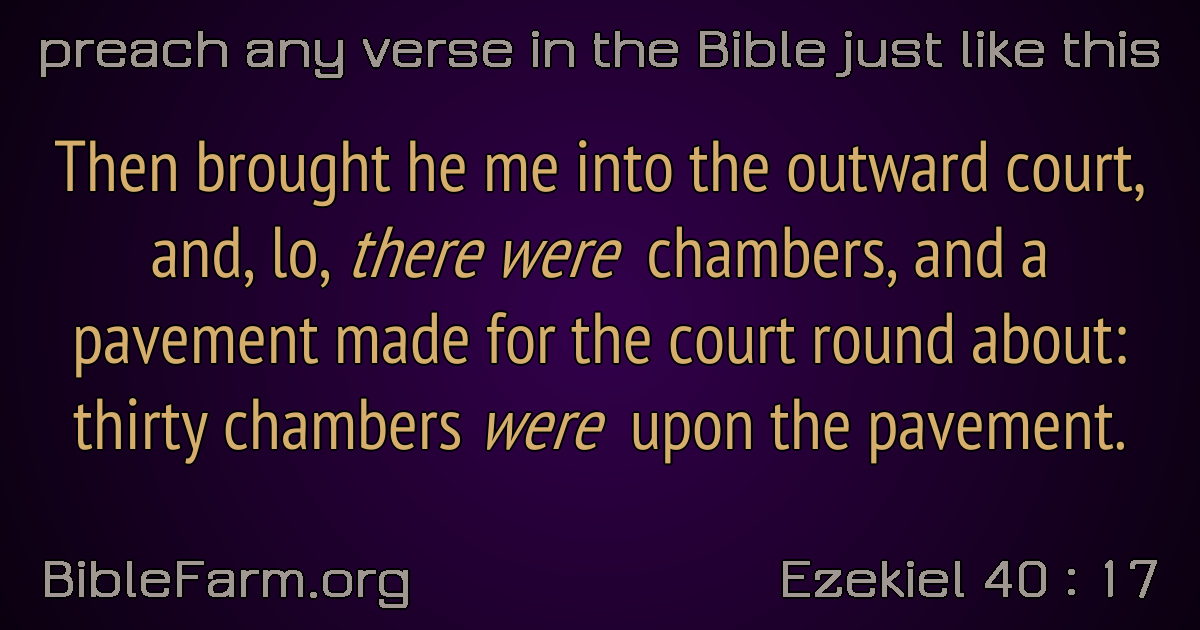 preach any verse in the Bible just like this
Then brought he me into the outward court,
and, lo, there were chambers, and a
pavement made for the court round about:
thirty chambers were upon the pavement.
BibleFarm.org
Ezekiel 40 : 17